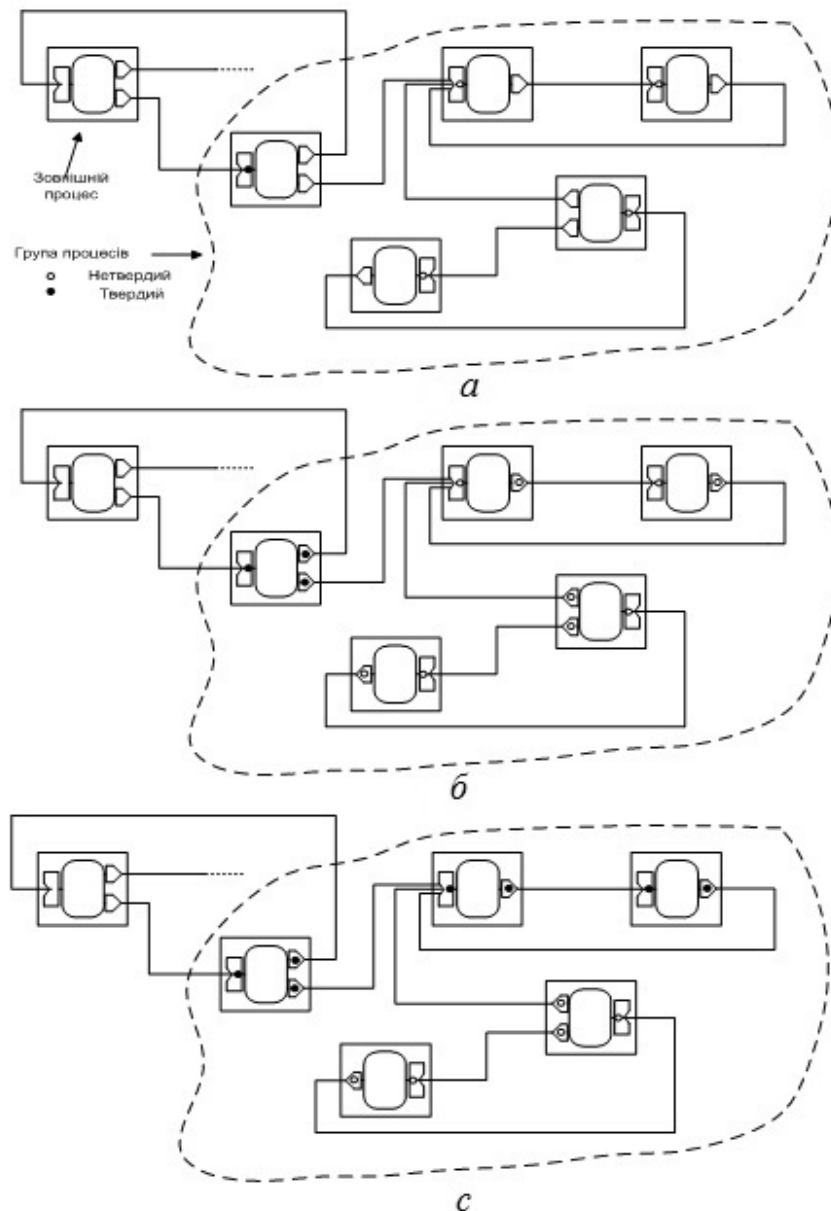 Зовнішній
процес
Група процесів
Нетвердий
Твердий
а
б
с